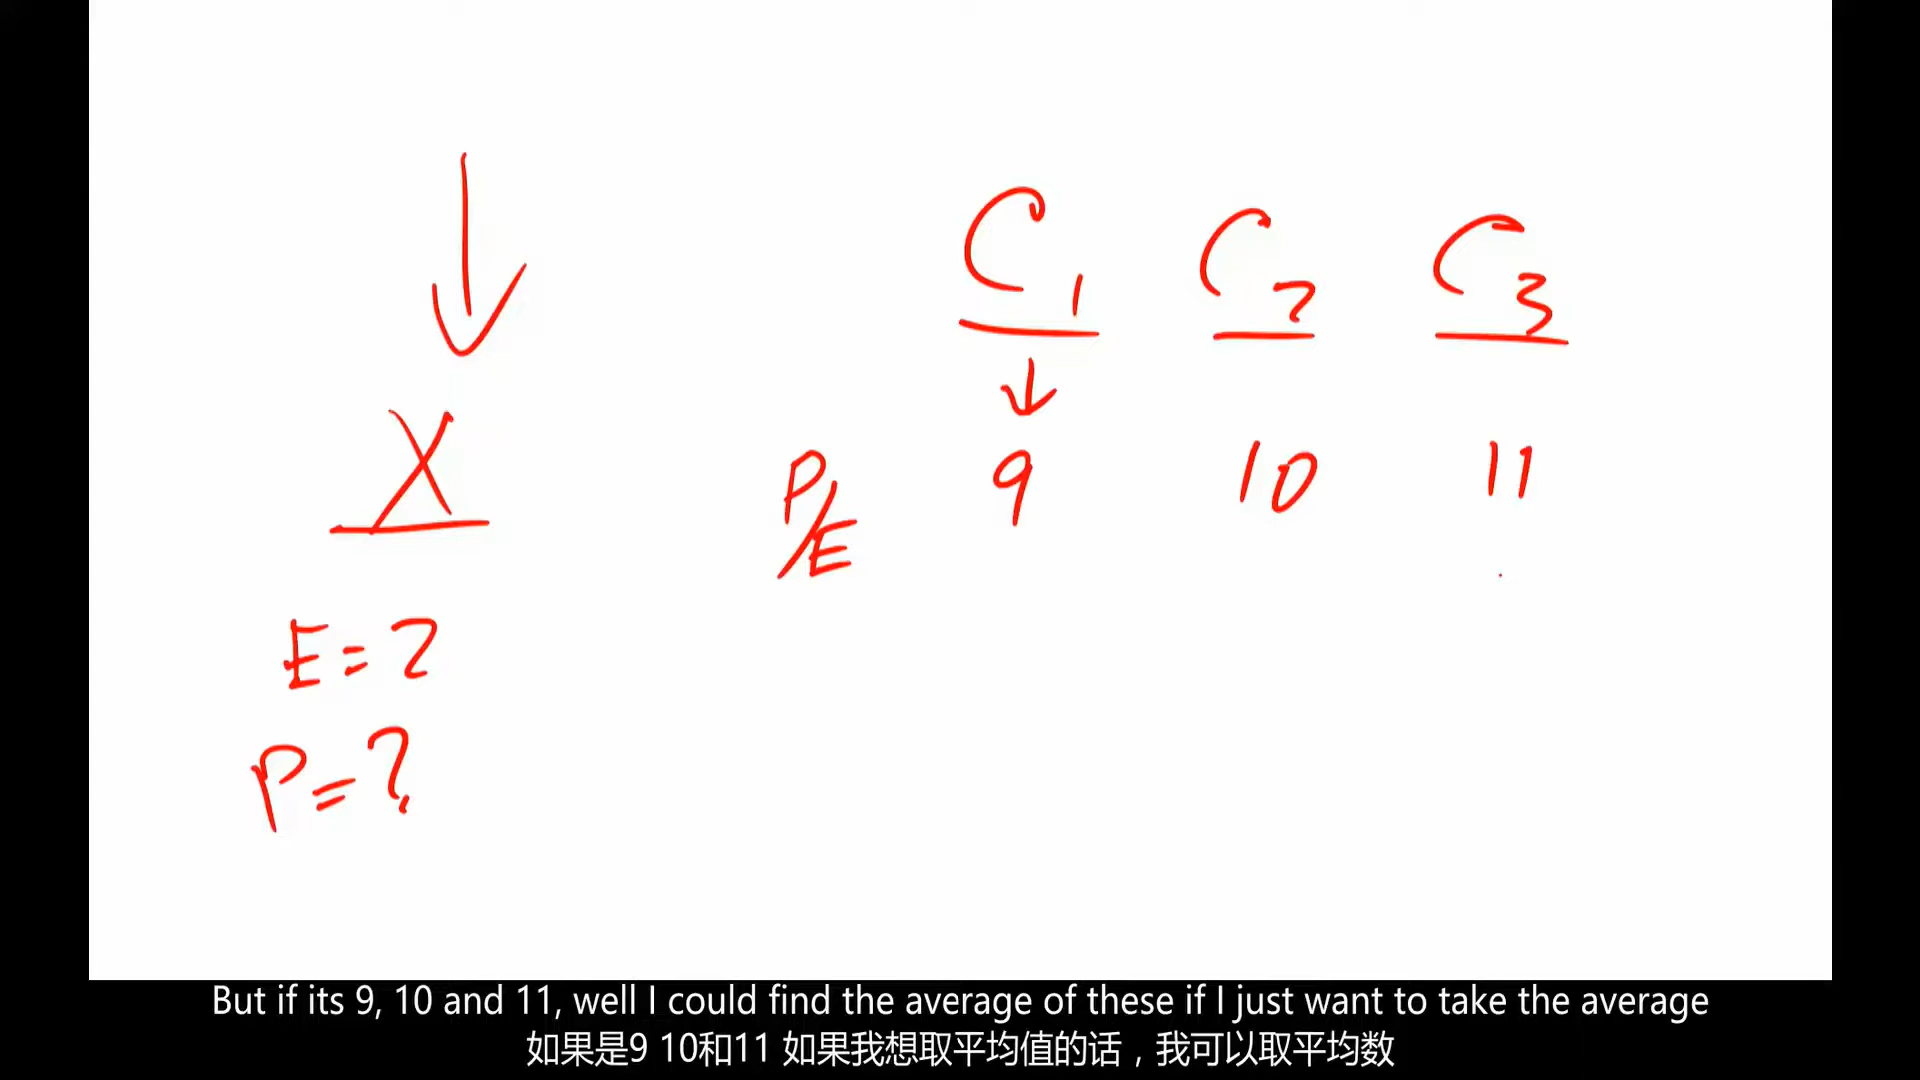 C1 C2 C3
X
P/E 9 10 11
E = 2
P = ?
But if its 9, 10 and 11, well I could find the average of these if I just want to take the average
如果是9 10和11 如果我想取平均值的话，我可以取平均数